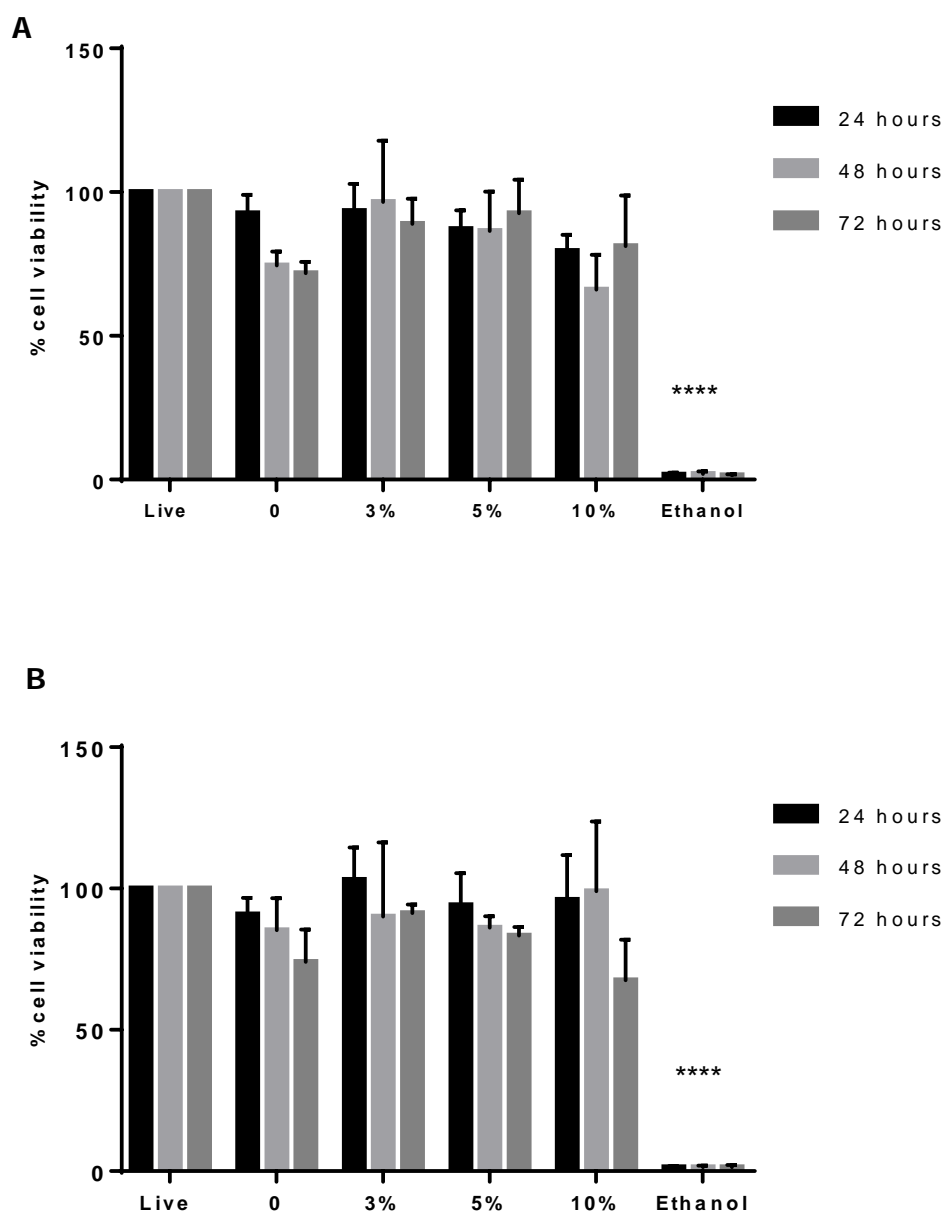 A
150
100
50
0
% cell viability
Live 0 3% 5% 10% Ethanol
****
24 hours
48 hours
72 hours
B
150
100
50
0
% cell viability
Live 0 3% 5% 10% Ethanol
****
24 hours
48 hours
72 hours